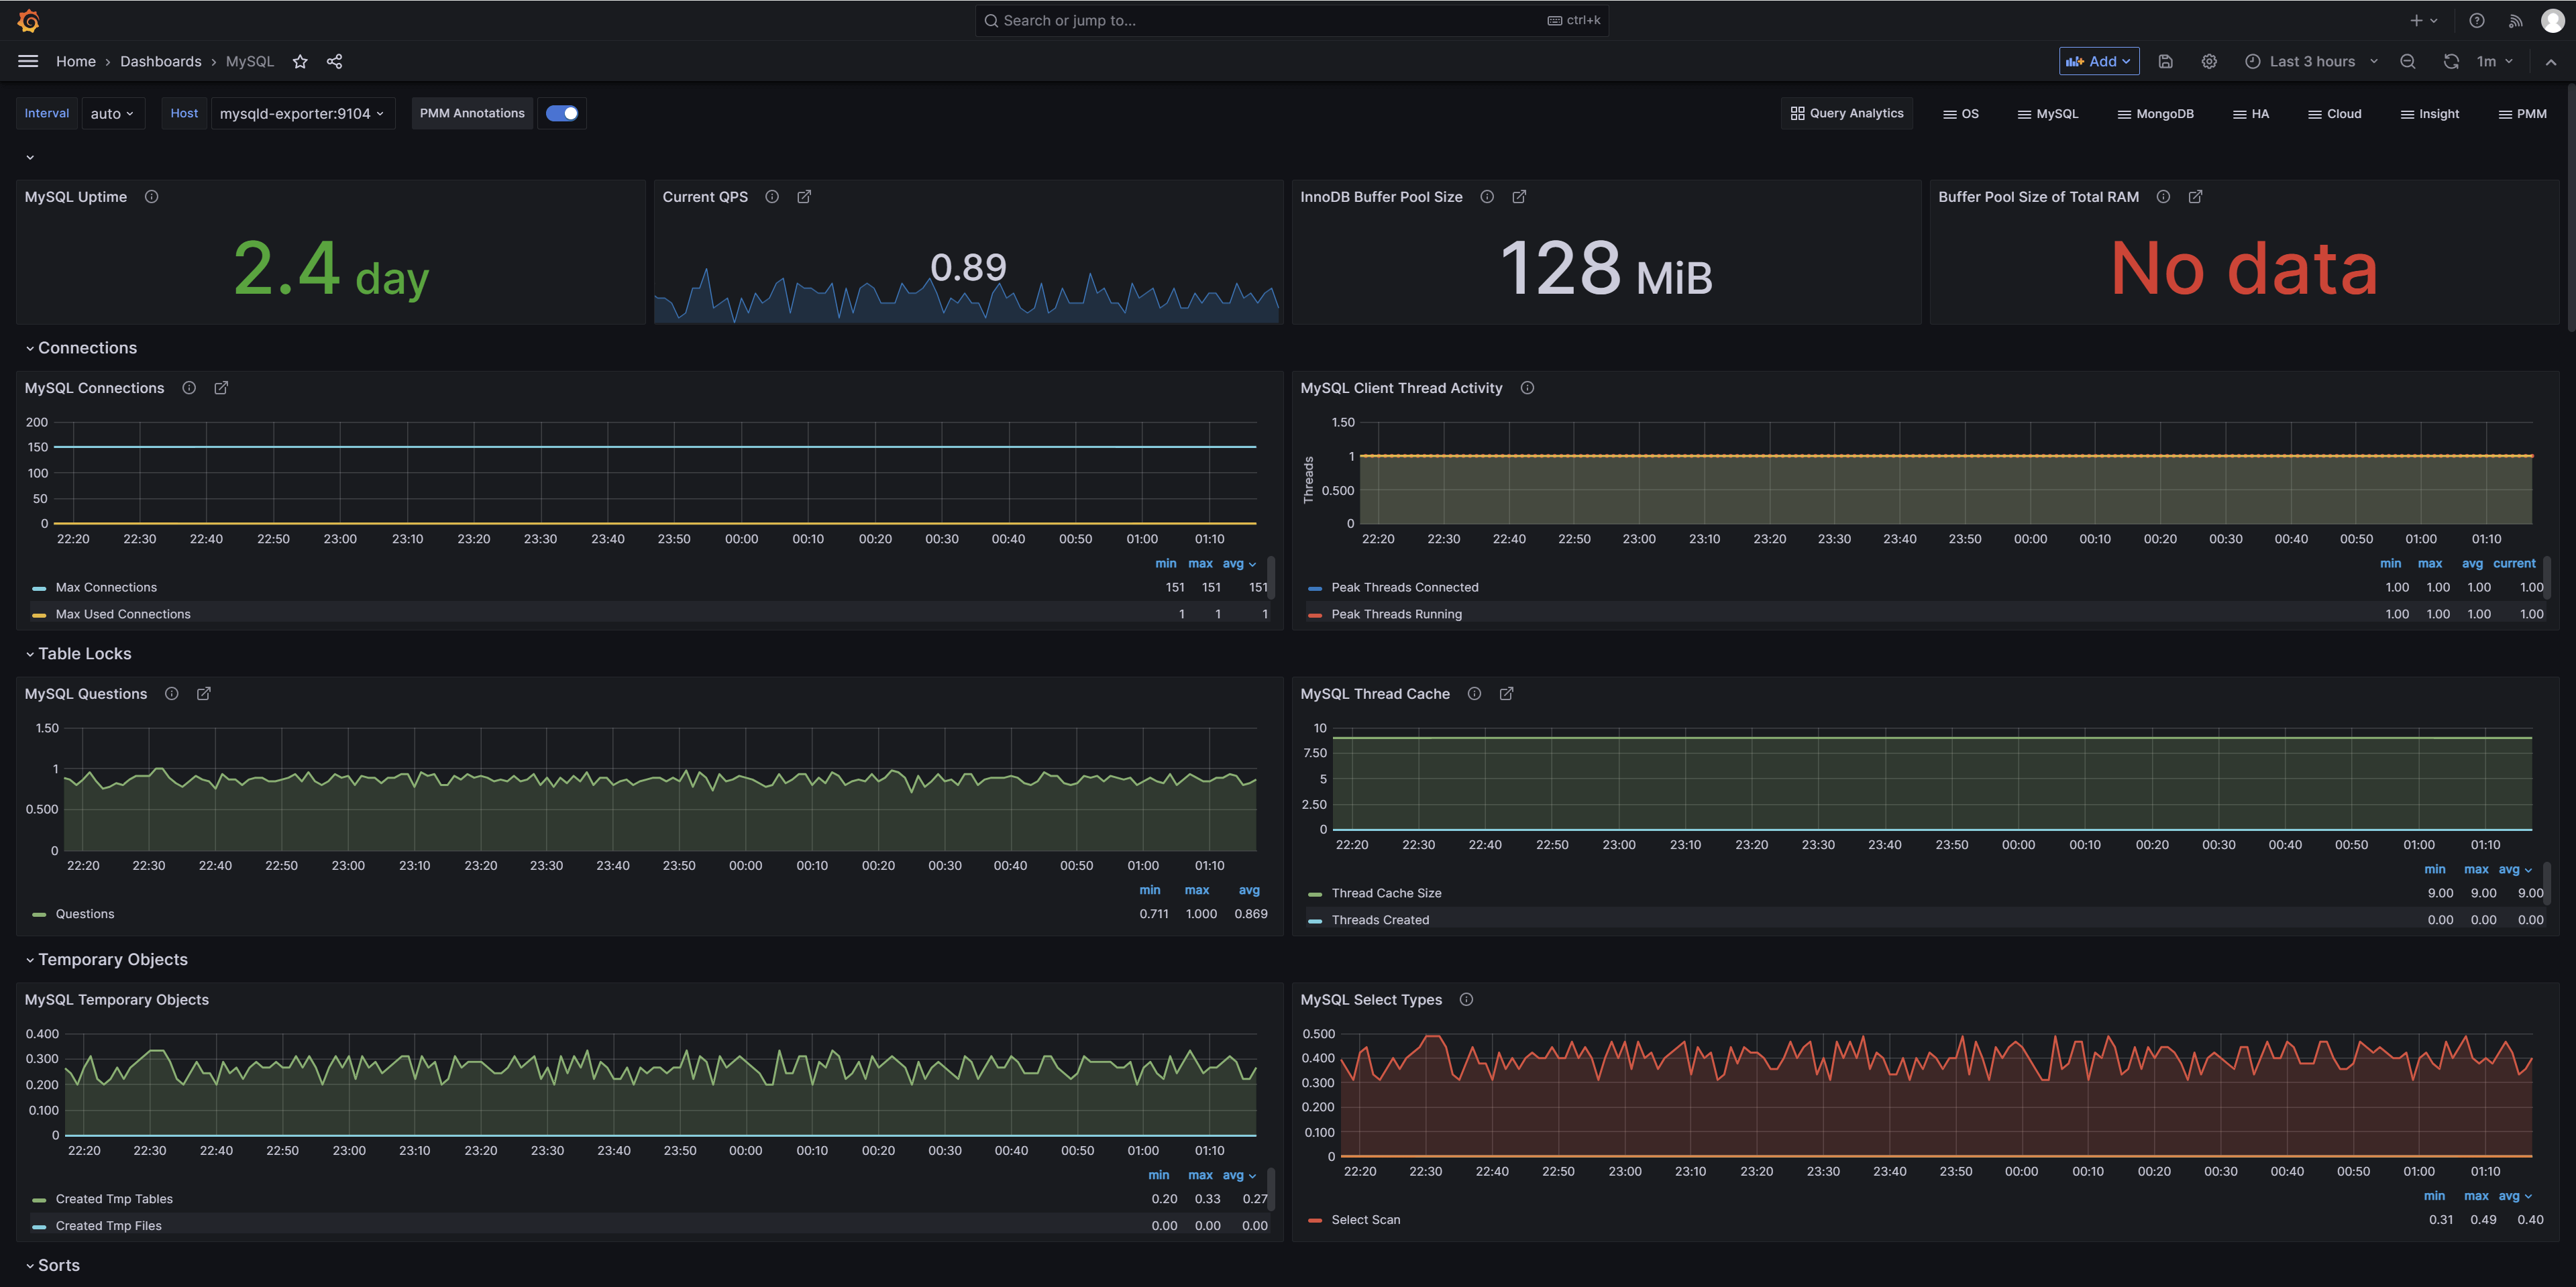 Search or jump to... ctrl+k
Home › Dashboards › MySQL Add Last 3 hours 1m
Interval auto Host mysqld-exporter:9104 PMM Annotations Query Analytics OS MySQL MongoDB HA Cloud Insight PMM
MySQL Uptime
2.4 day
Current QPS
0.89
InnoDB Buffer Pool Size
128 MiB
Buffer Pool Size of Total RAM
No data
Connections
MySQL Connections
200
150
100
50
0
22:20 22:30 22:40 22:50 23:00 23:10 23:20 23:30 23:40 23:50 00:00 00:10 00:20 00:30 00:40 00:50 01:00 01:10
min max avg
Max Connections 151 151 151
Max Used Connections 1 1 1
MySQL Client Thread Activity
Threads
1.50
1
0.500
0
22:20 22:30 22:40 22:50 23:00 23:10 23:20 23:30 23:40 23:50 00:00 00:10 00:20 00:30 00:40 00:50 01:00 01:10
min max avg current
Peak Threads Connected 1.00 1.00 1.00 1.00
Peak Threads Running 1.00 1.00 1.00 1.00
Table Locks
MySQL Questions
1.50
1
0.500
0
22:20 22:30 22:40 22:50 23:00 23:10 23:20 23:30 23:40 23:50 00:00 00:10 00:20 00:30 00:40 00:50 01:00 01:10
min max avg
Questions 0.711 1.000 0.869
MySQL Thread Cache
10
7.50
5
2.50
0
22:20 22:30 22:40 22:50 23:00 23:10 23:20 23:30 23:40 23:50 00:00 00:10 00:20 00:30 00:40 00:50 01:00 01:10
min max avg
Thread Cache Size 9.00 9.00 9.00
Threads Created 0.00 0.00 0.00
Temporary Objects
MySQL Temporary Objects
0.400
0.300
0.200
0.100
0
22:20 22:30 22:40 22:50 23:00 23:10 23:20 23:30 23:40 23:50 00:00 00:10 00:20 00:30 00:40 00:50 01:00 01:10
min max avg
Created Tmp Tables 0.20 0.33 0.27
Created Tmp Files 0.00 0.00 0.00
MySQL Select Types
0.500
0.400
0.300
0.200
0.100
0
22:20 22:30 22:40 22:50 23:00 23:10 23:20 23:30 23:40 23:50 00:00 00:10 00:20 00:30 00:40 00:50 01:00 01:10
min max avg
Select Scan 0.31 0.49 0.40
Sorts